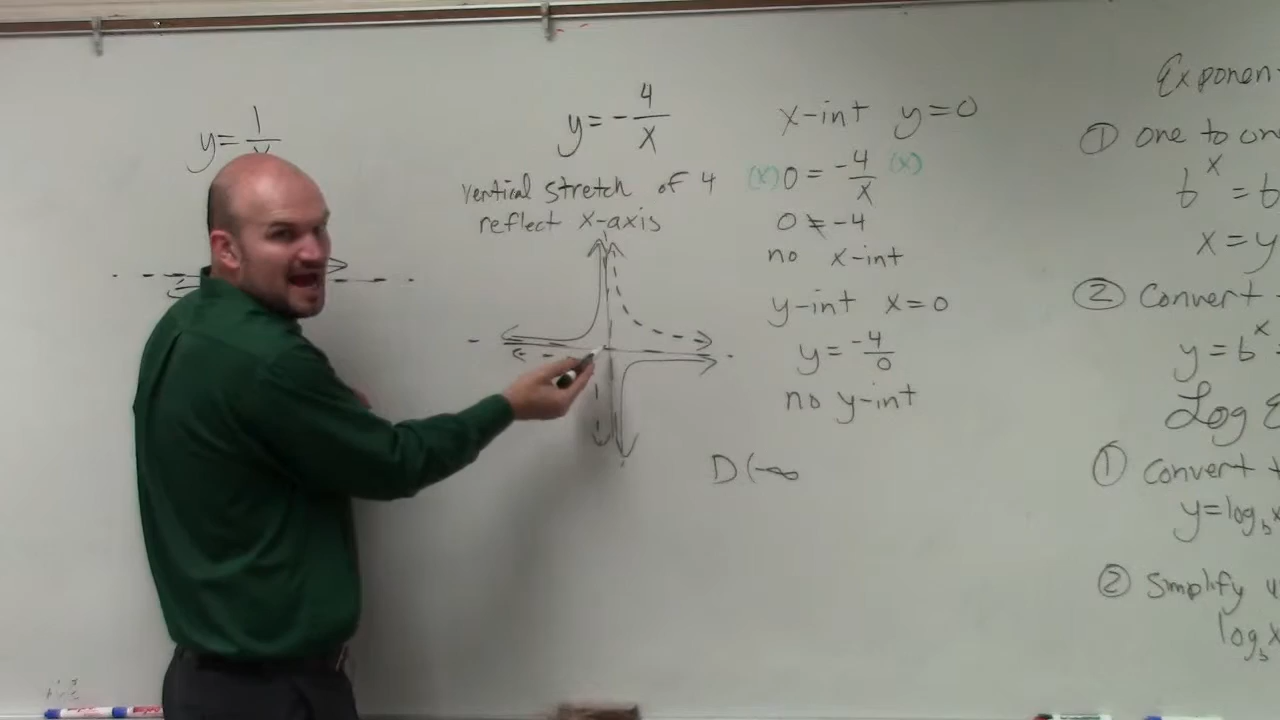 y = 1/
y = - 4/x
vertical stretch of 4
reflect x-axis
x-int y=0
(x) 0 = -4/x (x)
0 ≠ -4
no x-int
y-int x=0
y = -4/0
no y-int
D(-∞
Exponen
① One to on
b^x = b
x = y
② Convert
y = b^x =
Log
① Convert t
y = log_b x
② Simplify
log_b x